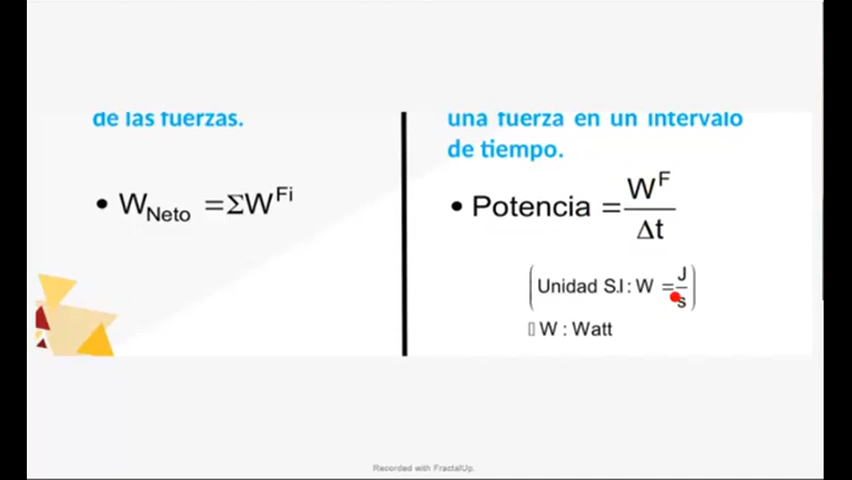 de las fuerzas.
• W_Neto = ΣW^Fi
una fuerza en un intervalo
de tiempo.
• Potencia = W^F / Δt
(Unidad S.I : W = J / s)
▯ W : Watt
Recorded with FractalUp.